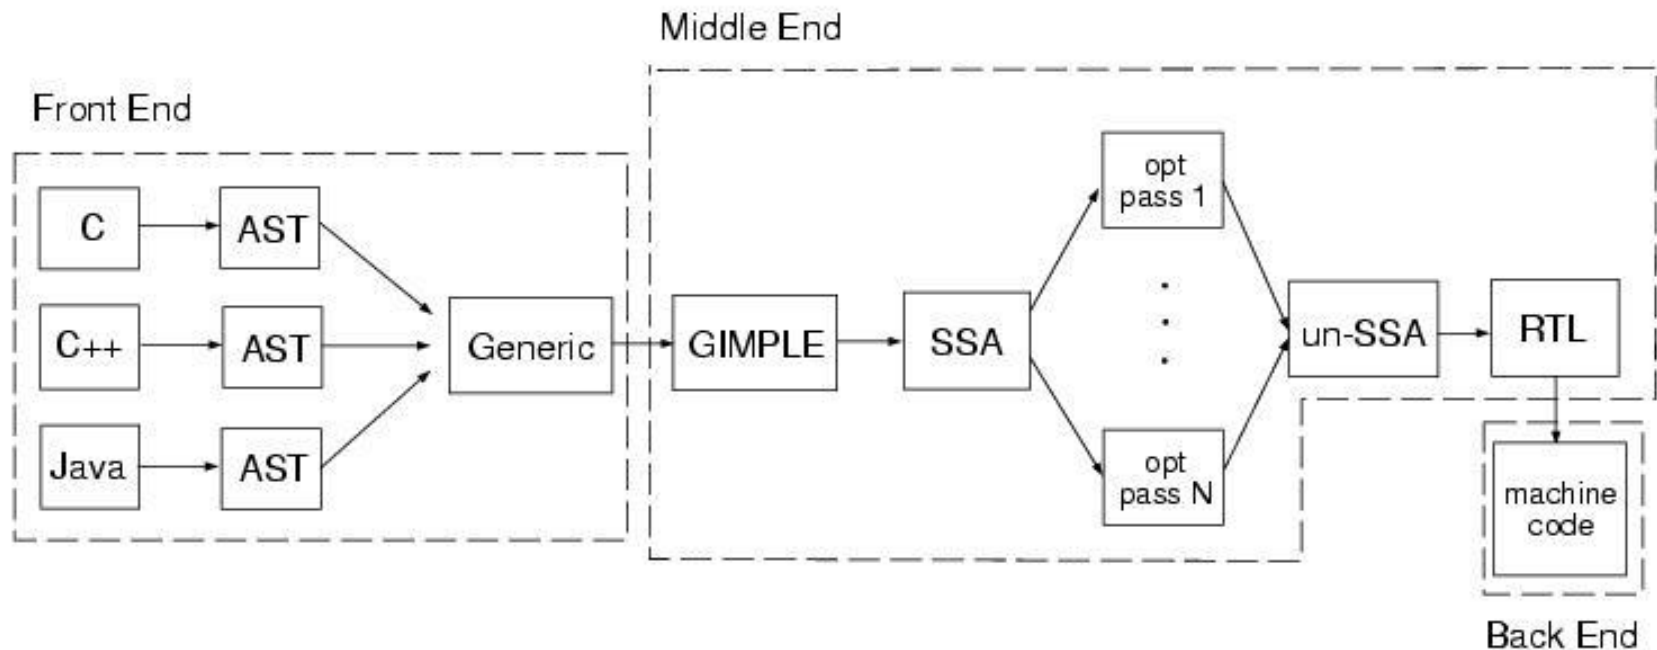 Middle End
Front End
C
AST
C++
AST
Java
AST
Generic
GIMPLE
SSA
opt
pass 1
opt
pass N
un-SSA
RTL
machine
code
Back End